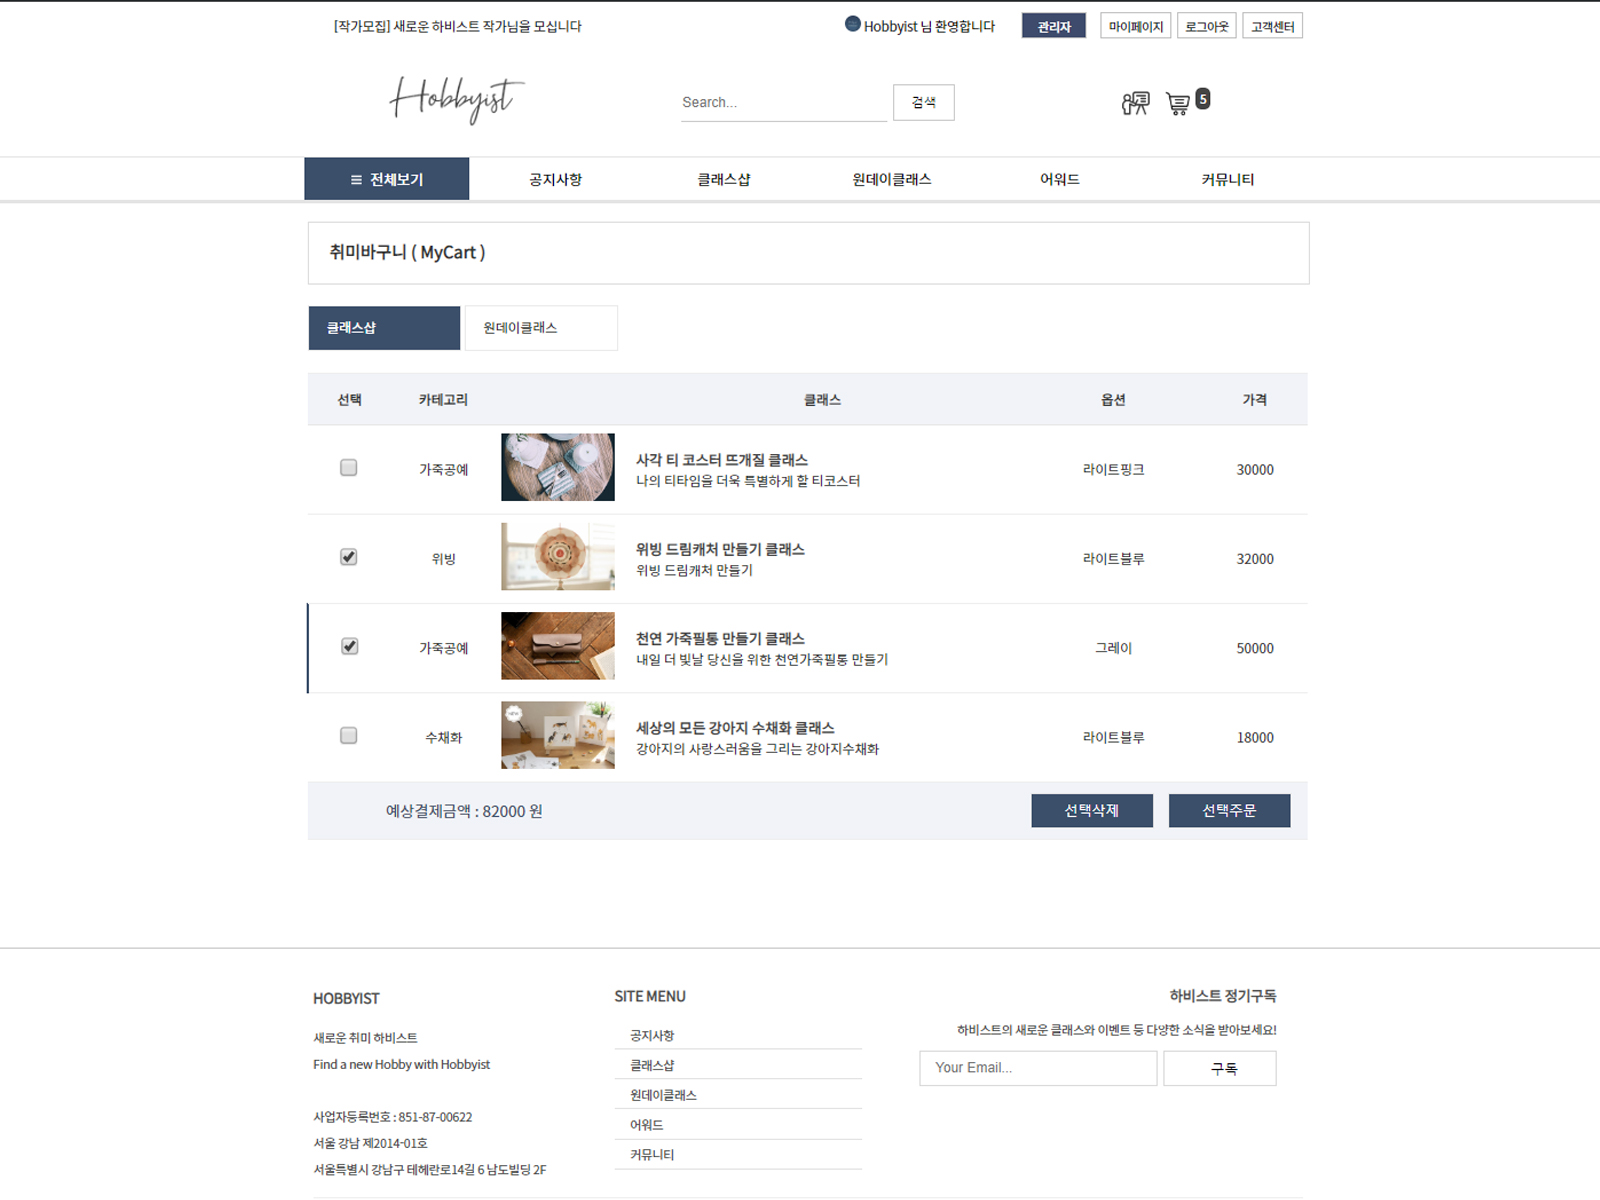 [작가모집] 새로운 하비스트 작가님을 모십니다
Hobbyist 님 환영합니다
관리자
마이페이지
로그아웃
고객센터
Hobbyist
Search...
검색
5
≡ 전체보기
공지사항
클래스샵
원데이클래스
어워드
커뮤니티
취미바구니 ( MyCart )
클래스샵
원데이클래스
선택 카테고리 클래스 옵션 가격
가죽공예
사각 티 코스터 뜨개질 클래스
나의 티타임을 더욱 특별하게 할 티코스터
라이트핑크
30000
위빙
위빙 드림캐처 만들기 클래스
위빙 드림캐처 만들기
라이트블루
32000
가죽공예
천연 가죽필통 만들기 클래스
내일 더 빛날 당신을 위한 천연가죽필통 만들기
그레이
50000
수채화
세상의 모든 강아지 수채화 클래스
강아지의 사랑스러움을 그리는 강아지수채화
라이트블루
18000
예상결제금액 : 82000 원
선택삭제
선택주문
HOBBYIST
새로운 취미 하비스트
Find a new Hobby with Hobbyist
사업자등록번호 : 851-87-00622
서울 강남 제2014-01호
서울특별시 강남구 테헤란로14길 6 남도빌딩 2F
SITE MENU
공지사항
클래스샵
원데이클래스
어워드
커뮤니티
하비스트 정기구독
하비스트의 새로운 클래스와 이벤트 등 다양한 소식을 받아보세요!
Your Email...
구독